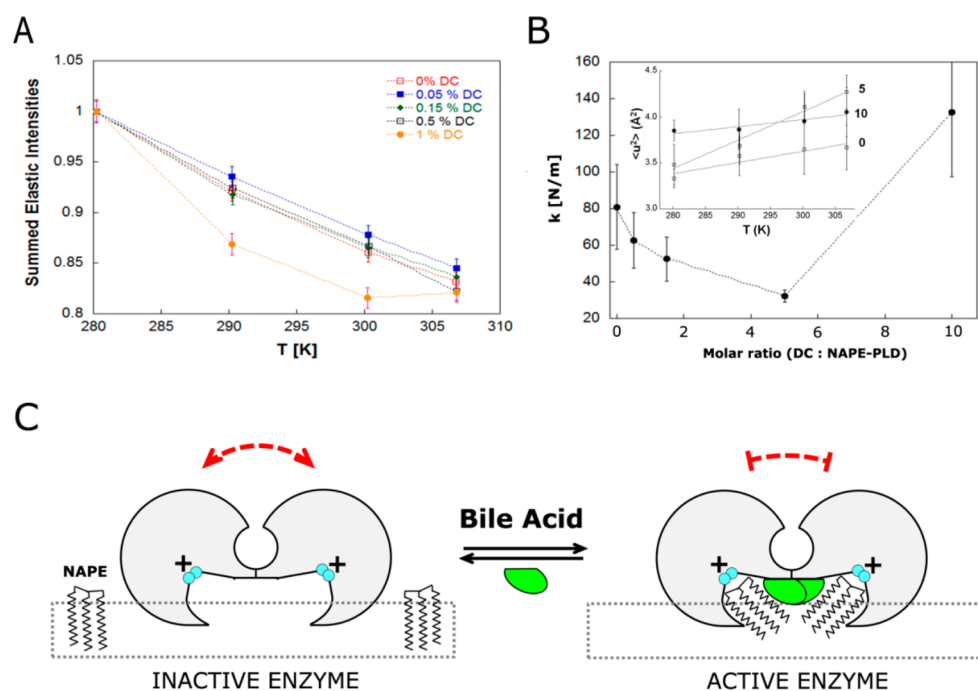 A
Summed Elastic Intensities
1.05
1
0.95
0.9
0.85
0.8
280
285
290
295
300
305
310
T [K]
0% DC
0.05 % DC
0.15 % DC
0.5 % DC
1 % DC
B
k [N/m]
160
140
120
100
80
60
40
20
0
2
4
6
8
10
Molar ratio (DC : NAPE-PLD)
<u²> (Å²)
4.5
4.0
3.5
3.0
280
285
290
295
300
305
T (K)
5
10
0
C
NAPE
+
+
INACTIVE ENZYME
Bile Acid
+
+
ACTIVE ENZYME